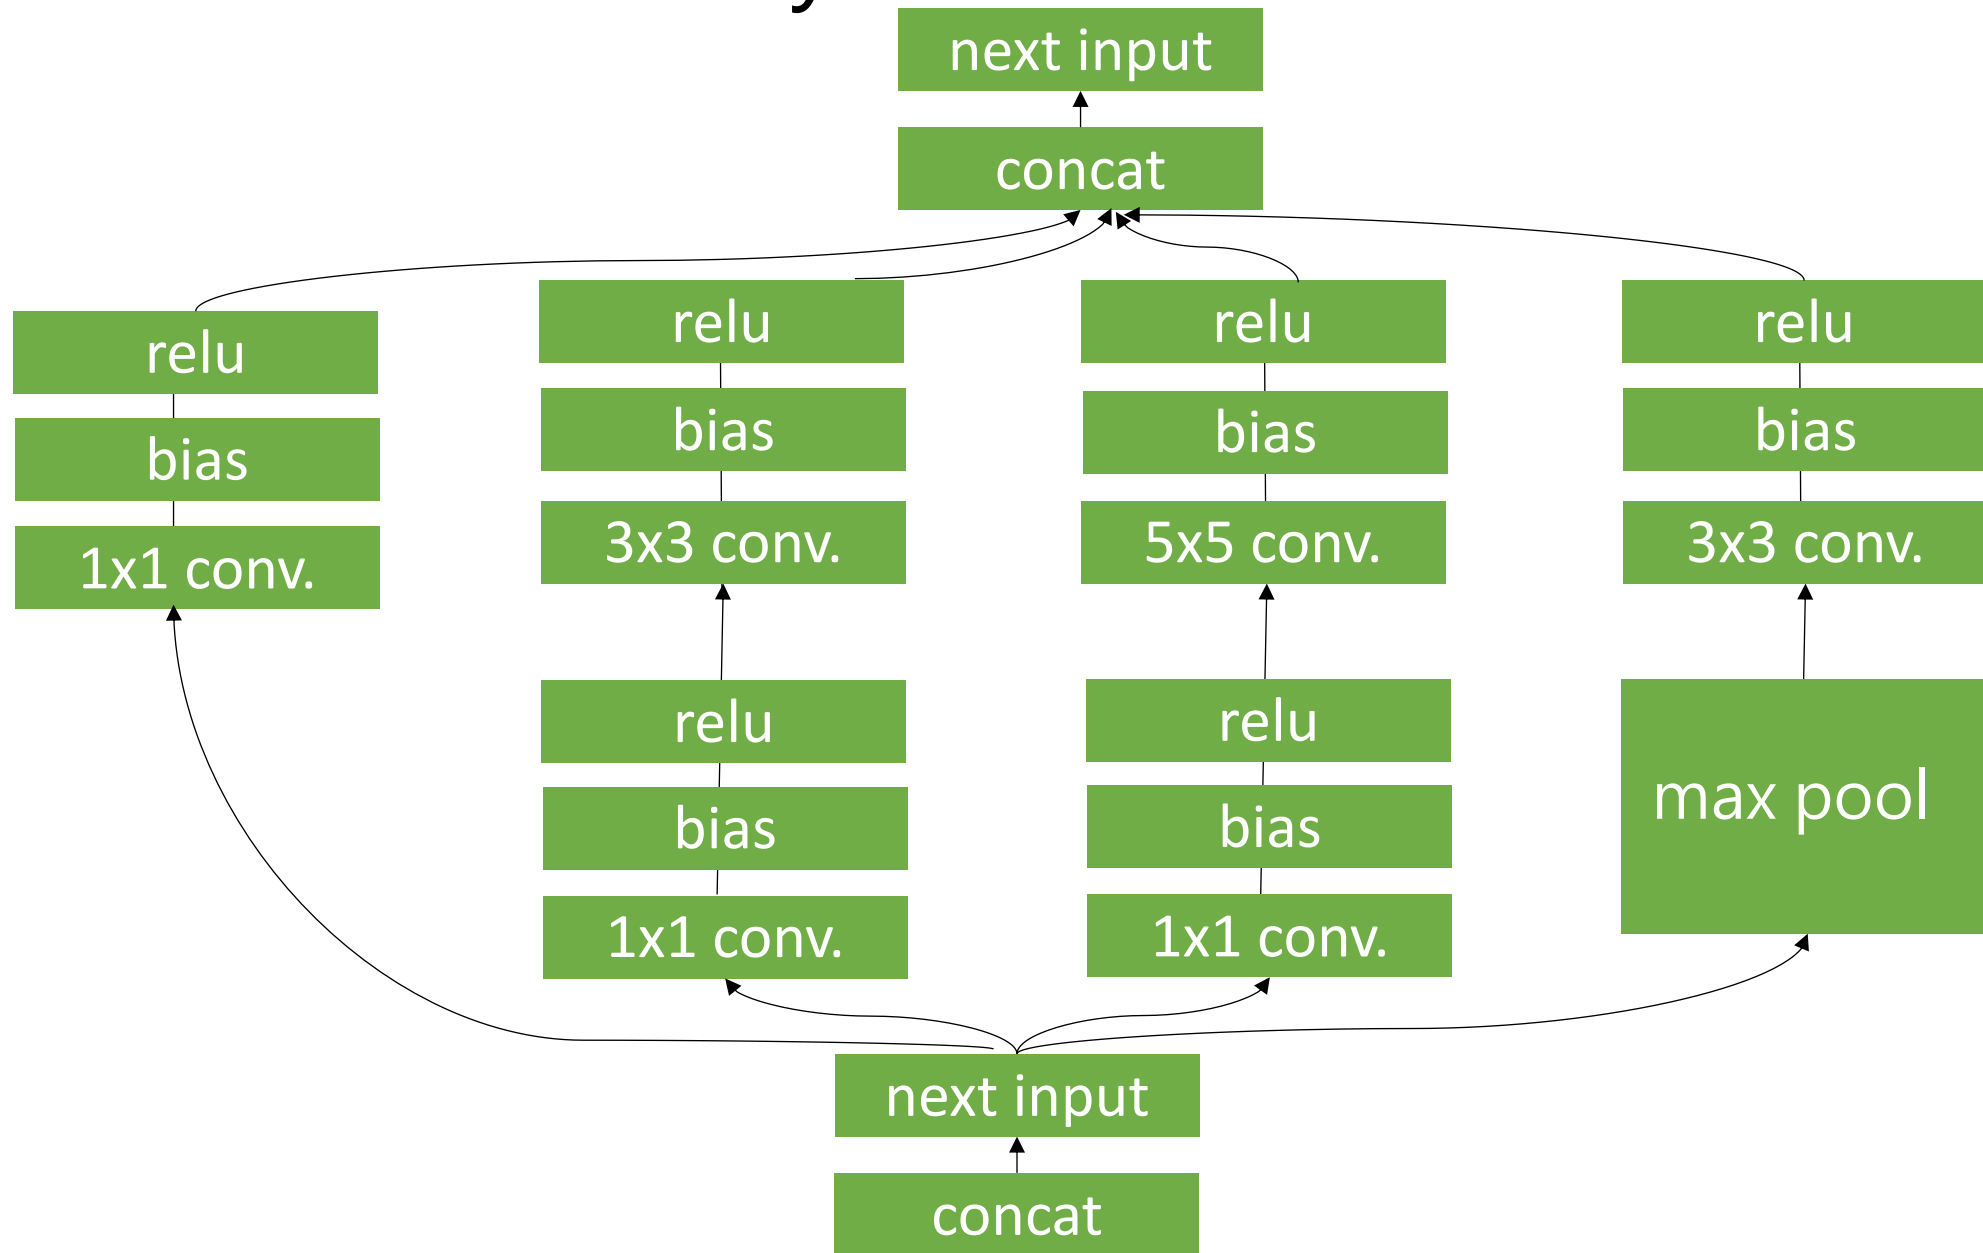 next input
concat
relu
bias
1x1 conv.
relu
bias
3x3 conv.
relu
bias
1x1 conv.
relu
bias
5x5 conv.
relu
bias
1x1 conv.
relu
bias
3x3 conv.
max pool
next input
concat